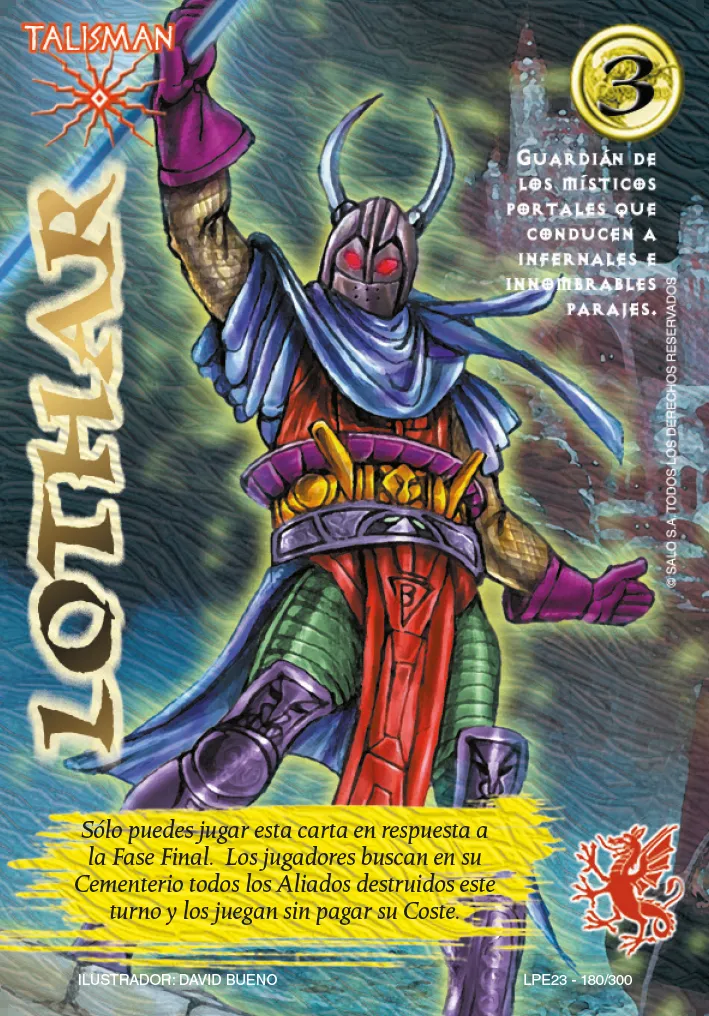 TALISMAN
3
GUARDIÁN DE
LOS MÍSTICOS
PORTALES QUE
CONDUCEN A
INFERNALES E
INNOMBRABLES
PARAJES.
LOTHAR
© SALO S.A. TODOS LOS DERECHOS RESERVADOS
B
Sólo puedes jugar esta carta en respuesta a
la Fase Final. Los jugadores buscan en su
Cementerio todos los Aliados destruidos este
turno y los juegan sin pagar su Coste.
ILUSTRADOR: DAVID BUENO
LPE23 - 180/300